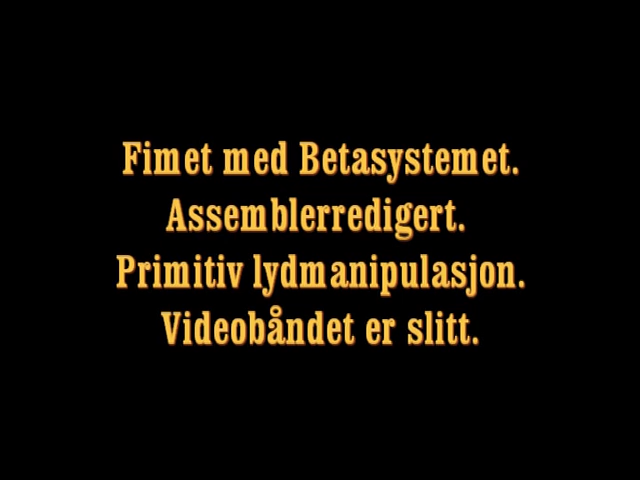 Fimet med Betasystemet.
Assemblerredigert.
Primitiv lydmanipulasjon.
Videobåndet er slitt.